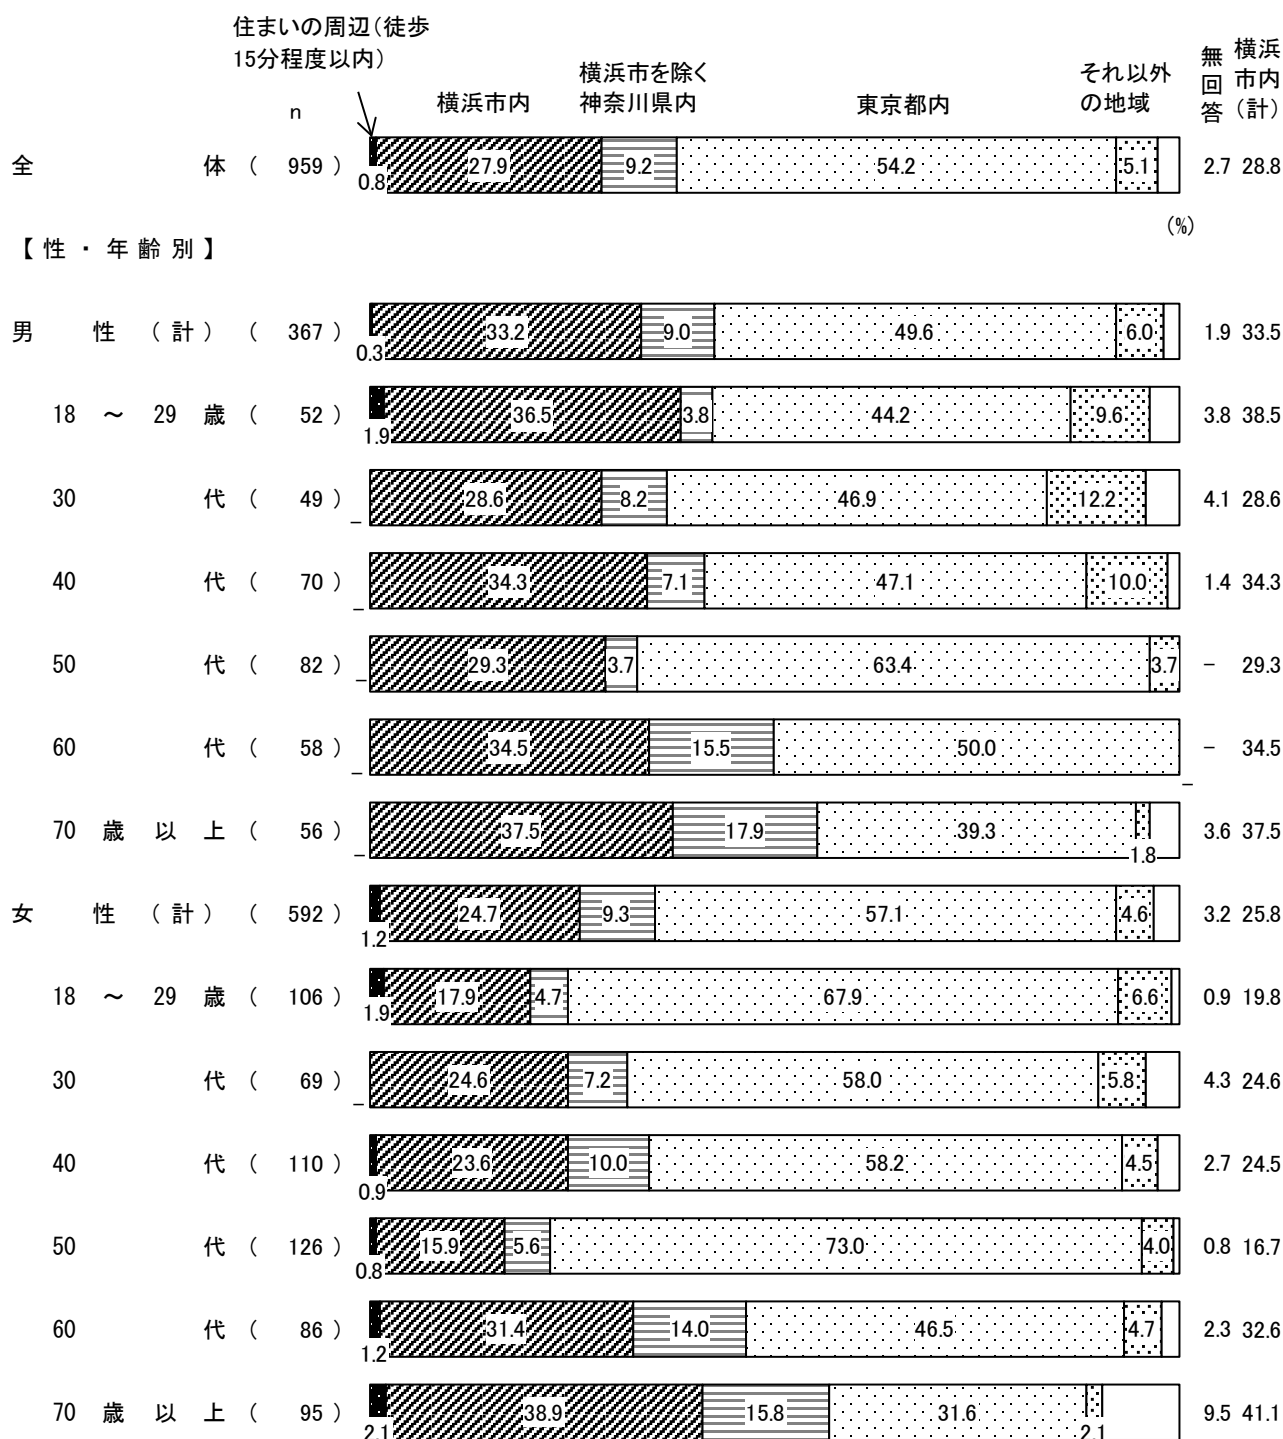 住まいの周辺(徒歩
15分程度以内)
横浜市内
横浜市を除く
神奈川県内
東京都内
それ以外
の地域
無回答
横浜
市内
(計)
n
全体 ( 959 ) 0.8 27.9 9.2 54.2 5.1 2.7 28.8
(%)
【性・年齢別】
男性(計) ( 367 ) 0.3 33.2 9.0 49.6 6.0 1.9 33.5
18 ~ 29 歳 ( 52 ) 1.9 36.5 3.8 44.2 9.6 3.8 38.5
30 代 ( 49 ) − 28.6 8.2 46.9 12.2 4.1 28.6
40 代 ( 70 ) − 34.3 7.1 47.1 10.0 1.4 34.3
50 代 ( 82 ) − 29.3 3.7 63.4 3.7 − 29.3
60 代 ( 58 ) − 34.5 15.5 50.0 − − 34.5
70 歳以上 ( 56 ) − 37.5 17.9 39.3 1.8 3.6 37.5
女性(計) ( 592 ) 1.2 24.7 9.3 57.1 4.6 3.2 25.8
18 ~ 29 歳 ( 106 ) 1.9 17.9 4.7 67.9 6.6 0.9 19.8
30 代 ( 69 ) − 24.6 7.2 58.0 5.8 4.3 24.6
40 代 ( 110 ) 0.9 23.6 10.0 58.2 4.5 2.7 24.5
50 代 ( 126 ) 0.8 15.9 5.6 73.0 4.0 0.8 16.7
60 代 ( 86 ) 1.2 31.4 14.0 46.5 4.7 2.3 32.6
70 歳以上 ( 95 ) 2.1 38.9 15.8 31.6 2.1 9.5 41.1